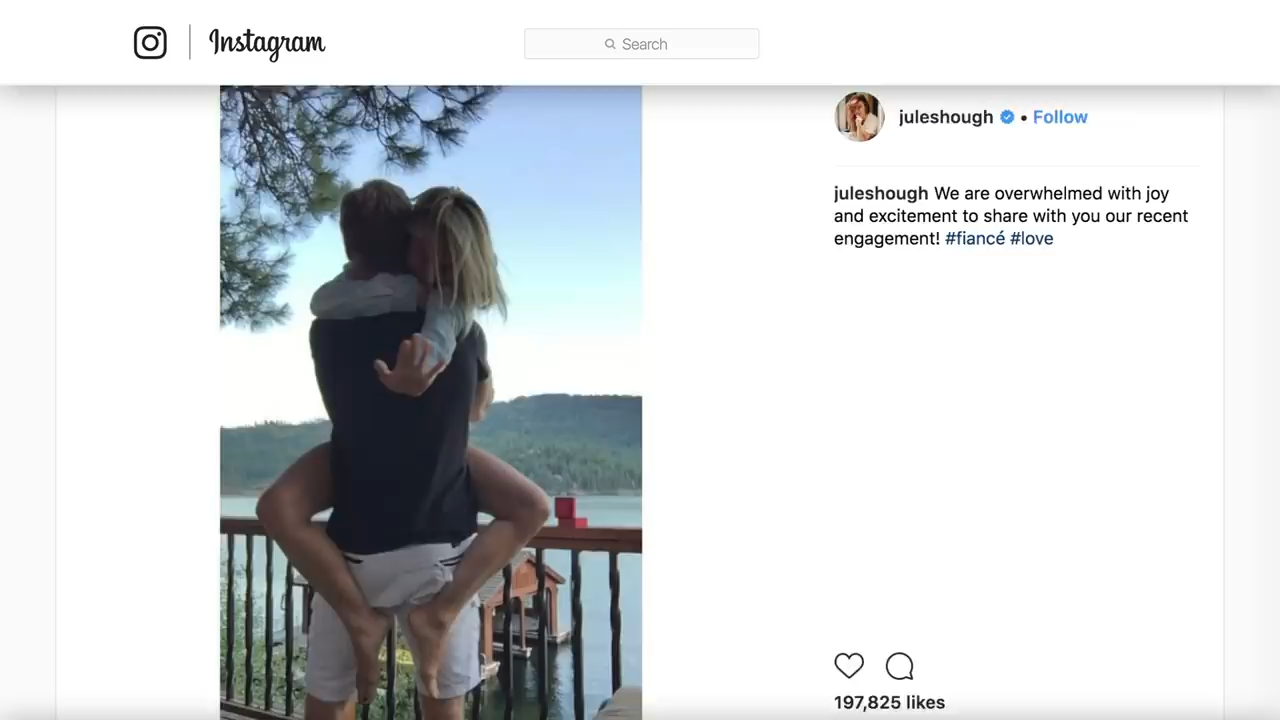 Instagram
Search
juleshough • Follow
juleshough We are overwhelmed with joy
and excitement to share with you our recent
engagement! #fiancé #love
197,825 likes